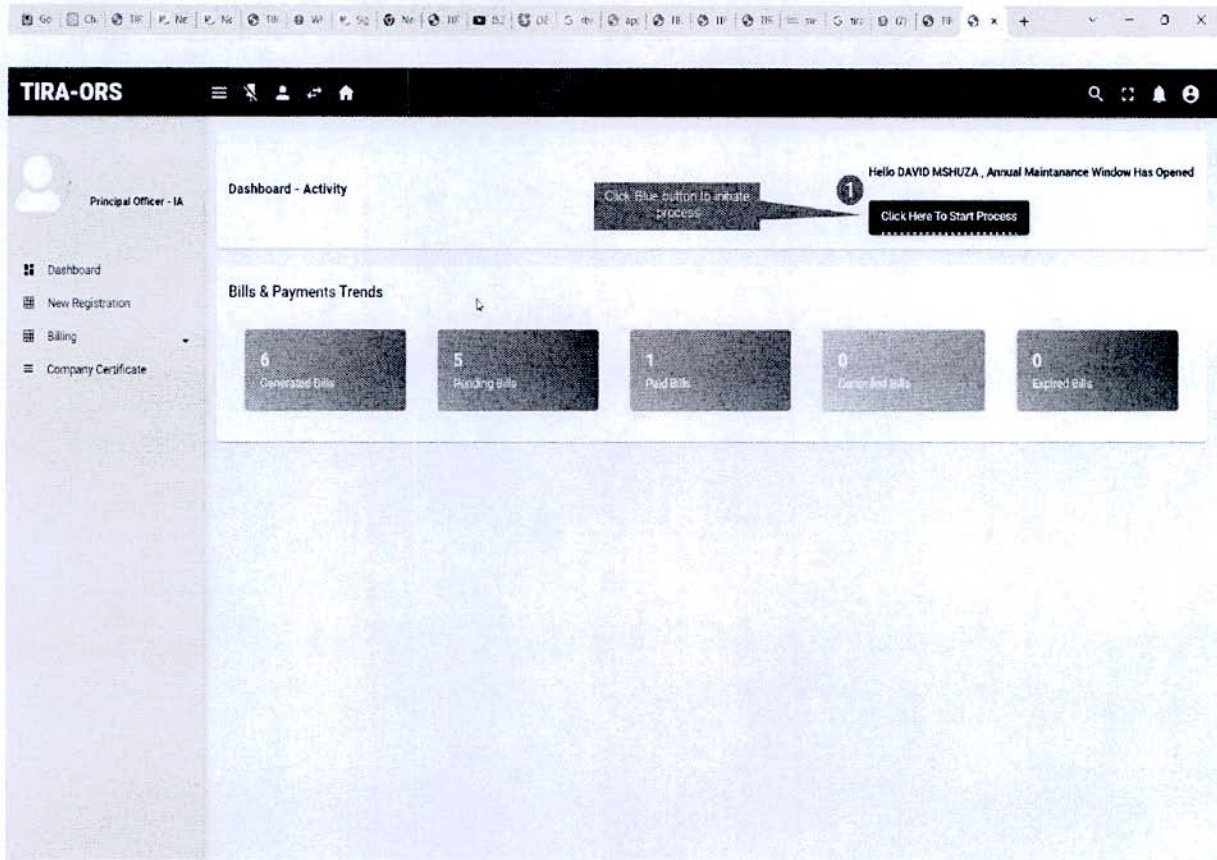 TIRA-ORS
Principal Officer - IA
Dashboard
New Registration
Billing
Company Certificate
Dashboard - Activity
Click Blue button to initiate
process
1
Hello DAVID MSHUZA , Annual Maintanance Window Has Opened
Click Here To Start Process
Bills & Payments Trends
6
Generated Bills
5
Pending Bills
1
Paid Bills
0
Cancelled Bills
0
Expired Bills